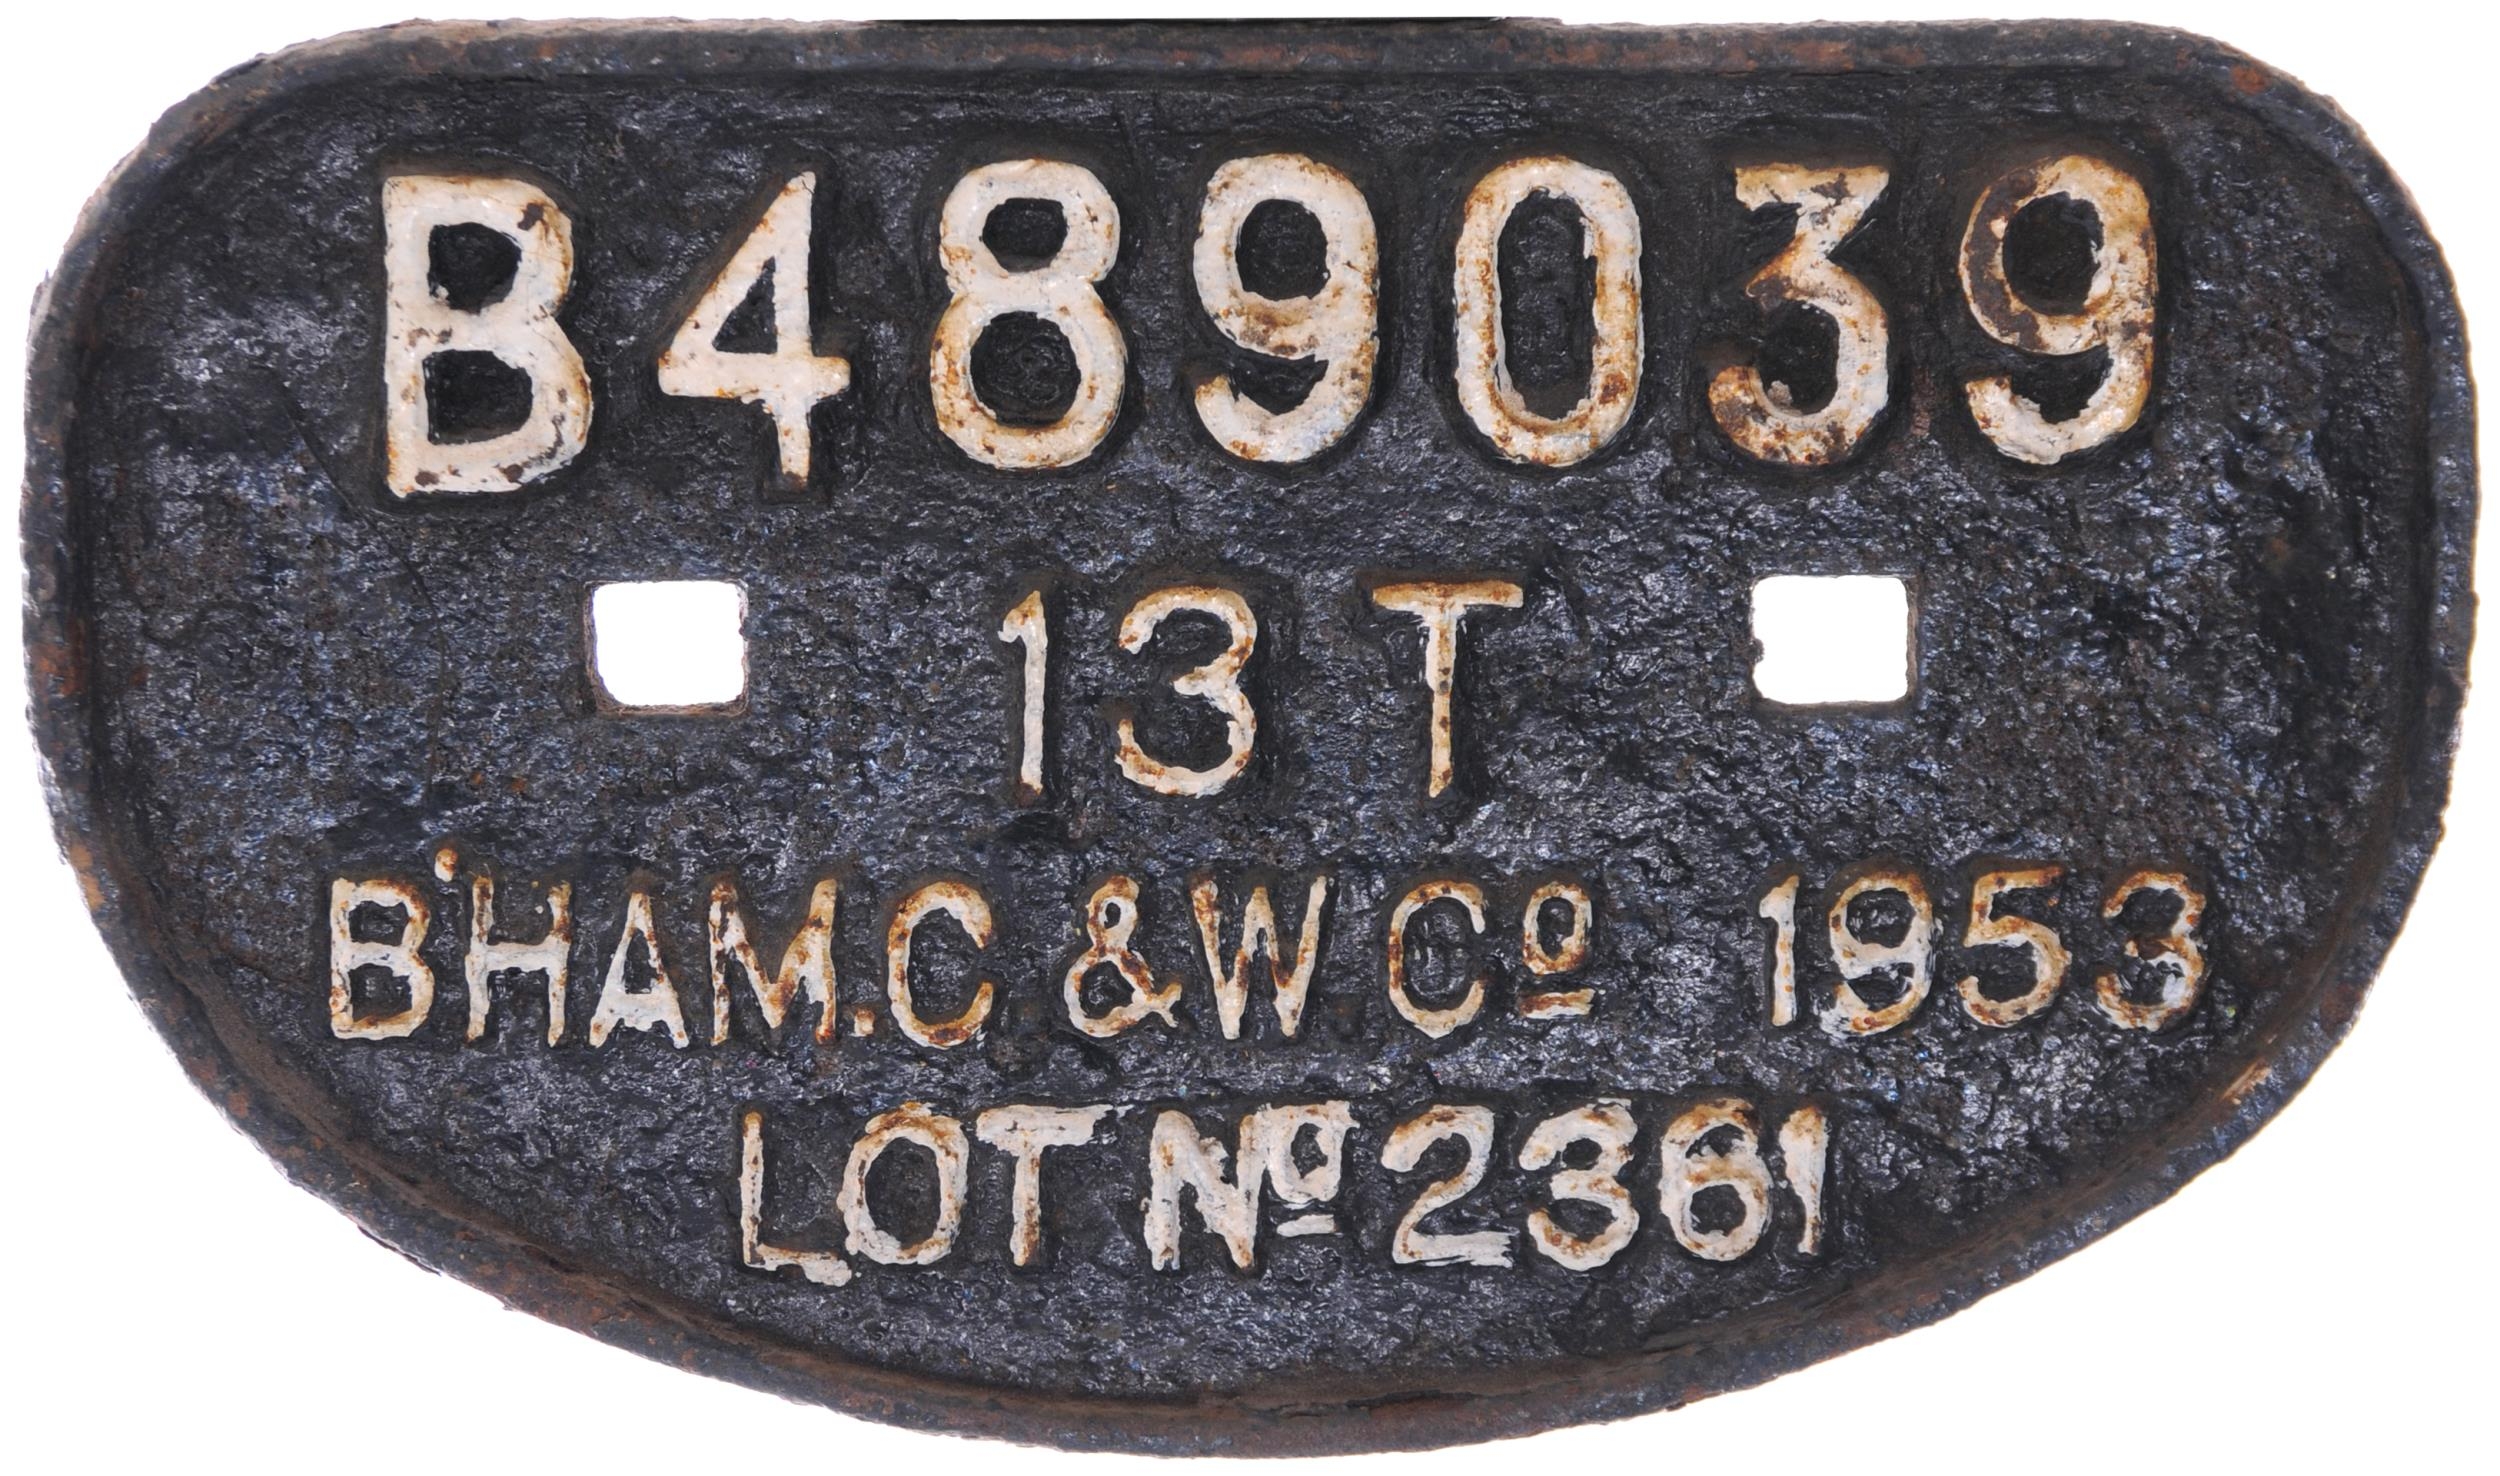 B489039
13 T
B'HAM.C & W Cº 1953
LOT Nº 2361